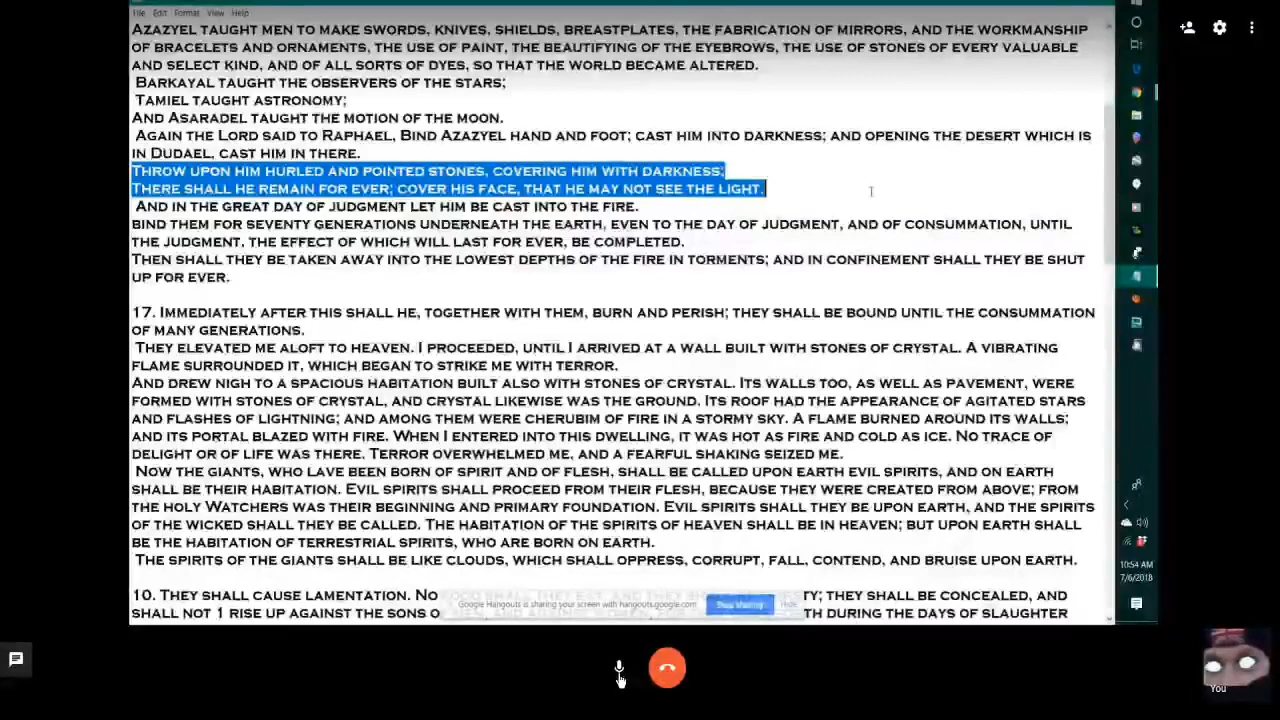 File Edit Format View Help
AZAZYEL TAUGHT MEN TO MAKE SWORDS, KNIVES, SHIELDS, BREASTPLATES, THE FABRICATION OF MIRRORS, AND THE WORKMANSHIP
OF BRACELETS AND ORNAMENTS, THE USE OF PAINT, THE BEAUTIFYING OF THE EYEBROWS, THE USE OF STONES OF EVERY VALUABLE
AND SELECT KIND, AND OF ALL SORTS OF DYES, SO THAT THE WORLD BECAME ALTERED.
BARKAYAL TAUGHT THE OBSERVERS OF THE STARS;
TAMIEL TAUGHT ASTRONOMY;
AND ASARADEL TAUGHT THE MOTION OF THE MOON.
AGAIN THE LORD SAID TO RAPHAEL, BIND AZAZYEL HAND AND FOOT; CAST HIM INTO DARKNESS; AND OPENING THE DESERT WHICH IS
IN DUDAEL, CAST HIM IN THERE.
THROW UPON HIM HURLED AND POINTED STONES, COVERING HIM WITH DARKNESS;
THERE SHALL HE REMAIN FOR EVER; COVER HIS FACE, THAT HE MAY NOT SEE THE LIGHT.
AND IN THE GREAT DAY OF JUDGMENT LET HIM BE CAST INTO THE FIRE.
BIND THEM FOR SEVENTY GENERATIONS UNDERNEATH THE EARTH, EVEN TO THE DAY OF JUDGMENT, AND OF CONSUMMATION, UNTIL
THE JUDGMENT, THE EFFECT OF WHICH WILL LAST FOR EVER, BE COMPLETED.
THEN SHALL THEY BE TAKEN AWAY INTO THE LOWEST DEPTHS OF THE FIRE IN TORMENTS; AND IN CONFINEMENT SHALL THEY BE SHUT
UP FOR EVER.
17. IMMEDIATELY AFTER THIS SHALL HE, TOGETHER WITH THEM, BURN AND PERISH; THEY SHALL BE BOUND UNTIL THE CONSUMMATION
OF MANY GENERATIONS.
THEY ELEVATED ME ALOFT TO HEAVEN. I PROCEEDED, UNTIL I ARRIVED AT A WALL BUILT WITH STONES OF CRYSTAL. A VIBRATING
FLAME SURROUNDED IT, WHICH BEGAN TO STRIKE ME WITH TERROR.
AND DREW NIGH TO A SPACIOUS HABITATION BUILT ALSO WITH STONES OF CRYSTAL. ITS WALLS TOO, AS WELL AS PAVEMENT, WERE
FORMED WITH STONES OF CRYSTAL, AND CRYSTAL LIKEWISE WAS THE GROUND. ITS ROOF HAD THE APPEARANCE OF AGITATED STARS
AND FLASHES OF LIGHTNING; AND AMONG THEM WERE CHERUBIM OF FIRE IN A STORMY SKY. A FLAME BURNED AROUND ITS WALLS;
AND ITS PORTAL BLAZED WITH FIRE. WHEN I ENTERED INTO THIS DWELLING, IT WAS HOT AS FIRE AND COLD AS ICE. NO TRACE OF
DELIGHT OR OF LIFE WAS THERE. TERROR OVERWHELMED ME, AND A FEARFUL SHAKING SEIZED ME.
NOW THE GIANTS, WHO LAVE BEEN BORN OF SPIRIT AND OF FLESH, SHALL BE CALLED UPON EARTH EVIL SPIRITS, AND ON EARTH
SHALL BE THEIR HABITATION. EVIL SPIRITS SHALL PROCEED FROM THEIR FLESH, BECAUSE THEY WERE CREATED FROM ABOVE; FROM
THE HOLY WATCHERS WAS THEIR BEGINNING AND PRIMARY FOUNDATION. EVIL SPIRITS SHALL THEY BE UPON EARTH, AND THE SPIRITS
OF THE WICKED SHALL THEY BE CALLED. THE HABITATION OF THE SPIRITS OF HEAVEN SHALL BE IN HEAVEN; BUT UPON EARTH SHALL
BE THE HABITATION OF TERRESTRIAL SPIRITS, WHO ARE BORN ON EARTH.
THE SPIRITS OF THE GIANTS SHALL BE LIKE CLOUDS, WHICH SHALL OPPRESS, CORRUPT, FALL, CONTEND, AND BRUISE UPON EARTH.
10. THEY SHALL CAUSE LAMENTATION. NO TY; THEY SHALL BE CONCEALED, AND
SHALL NOT 1 RISE UP AGAINST THE SONS O TH DURING THE DAYS OF SLAUGHTER
Google Hangouts is sharing your screen with hangouts.google.com Stop sharing Hide
10:54 AM
7/6/2018
You